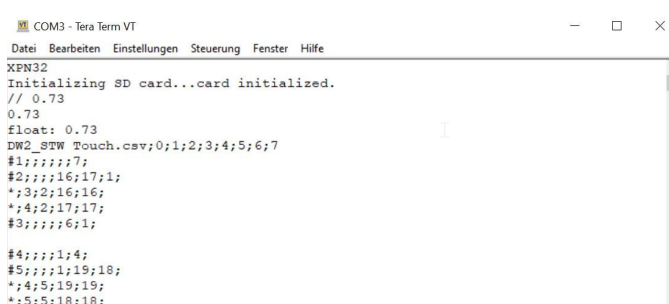 COM3 - Tera Term VT
Datei Bearbeiten Einstellungen Steuerung Fenster Hilfe
XPN32
Initializing SD card...card initialized.
// 0.73
0.73
float: 0.73
DW2_STW Touch.csv;0;1;2;3;4;5;6;7
#1;;;;;;7;
#2;;;;16;17;1;
*;3;2;16;16;
*;4;2;17;17;
#3;;;;;6;1;
#4;;;;1;4;
#5;;;;1;19;18;
*;4;5;19;19;
*;5;5;18;18;